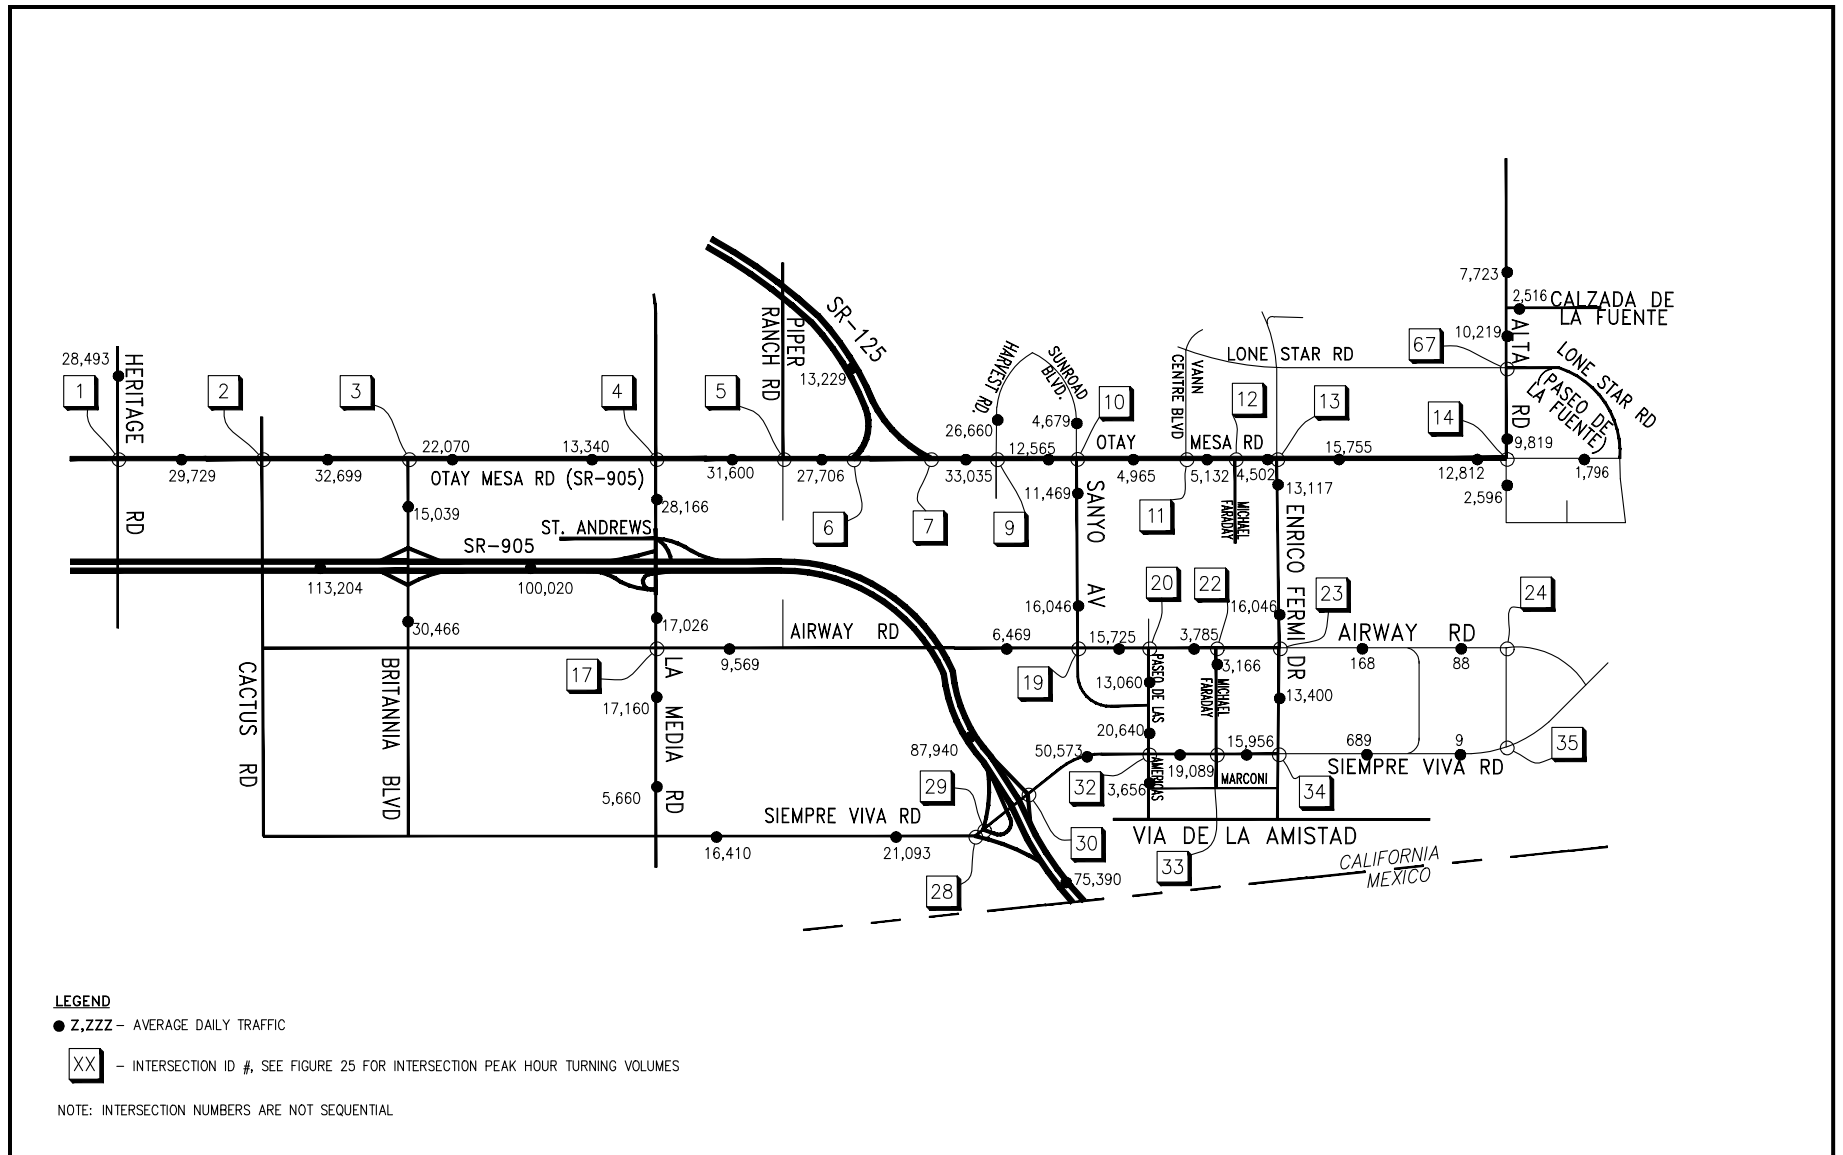 7,723
2,516
CALZADA DE
LA FUENTE
SR-125
PIPER
RANCH RD
10,219
ALTA
RD
67
LONE STAR RD
LONE STAR RD
(PASEO DE
LA FUENTE)
28,493
HERITAGE
RD
1
2
3
4
5
13,229
HARVEST RD.
SUNROAD
BLVD.
VANN
CENTRE BLVD
10
12
13
14
26,660
4,679
9,819
22,070
13,340
12,565
OTAY
MESA RD
15,755
29,729
32,699
OTAY MESA RD (SR-905)
31,600
27,706
33,035
4,965
5,132
4,502
12,812
1,796
2,596
15,039
28,166
11,469
13,117
SANYO
AV
MICHAEL
FARADAY
ENRICO FERMI
DR
ST. ANDREWS
6
7
9
11
SR-905
113,204
100,020
20
22
23
24
30,466
17,026
16,046
16,046
AIRWAY RD
6,469
15,725
3,785
AIRWAY RD
9,569
168
88
CACTUS
RD
BRITANNIA
BLVD
17
LA
MEDIA
RD
19
3,166
13,060
PASEO DE LAS
AMERICAS
MICHAEL
FARADAY
13,400
17,160
20,640
87,940
50,573
15,956
689
9
35
19,089
SIEMPRE VIVA RD
MARCONI
29
32
3,656
34
5,660
SIEMPRE VIVA RD
30
VIA DE LA AMISTAD
16,410
21,093
33
CALIFORNIA
MEXICO
28
75,390
LEGEND
Z,ZZZ - AVERAGE DAILY TRAFFIC
XX - INTERSECTION ID #, SEE FIGURE 25 FOR INTERSECTION PEAK HOUR TURNING VOLUMES
NOTE: INTERSECTION NUMBERS ARE NOT SEQUENTIAL